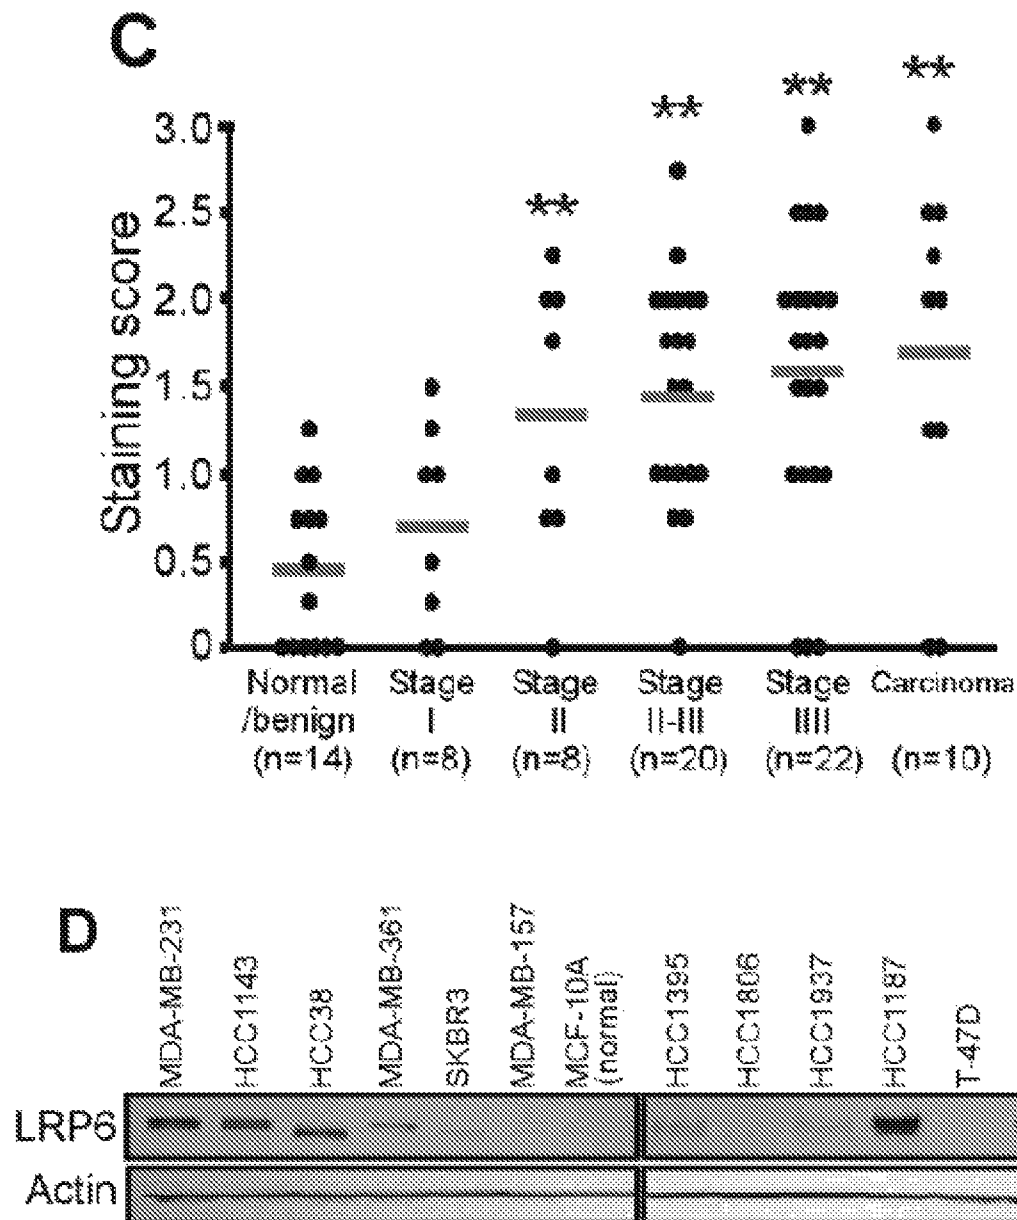 C
**
**
**
**
3.0
2.5
2.0
1.5
1.0
0.5
0
Staining score
Normal /benign (n=14)
Stage I (n=8)
Stage II (n=8)
Stage II-III (n=20)
Stage IIII (n=22)
Carcinoma (n=10)
D
MDA-MB-231
HCC1143
HCC38
MDA-MB-361
SKBR3
MDA-MB-157
MCF-10A (normal)
HCC1395
HCC1806
HCC1937
HCC1187
T-47D
LRP6
Actin